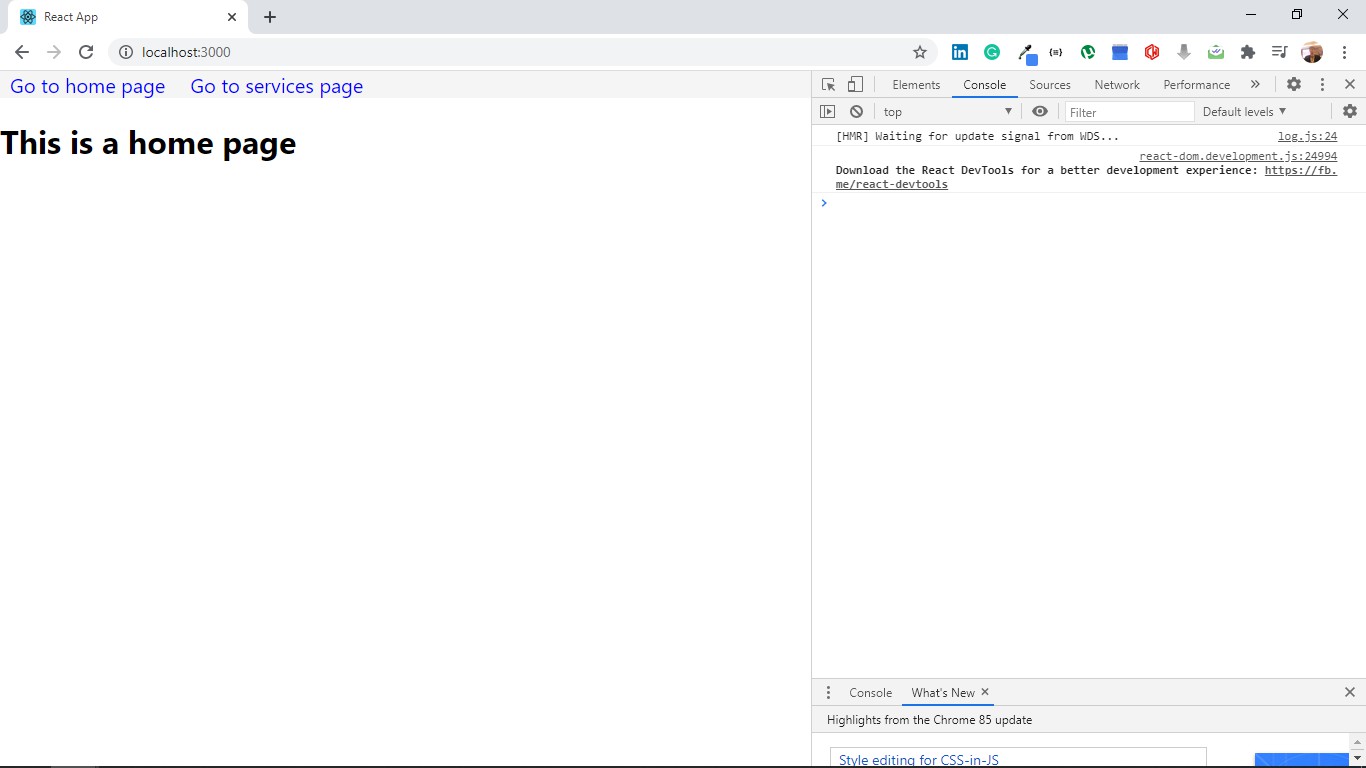 React App
localhost:3000
Go to home page Go to services page
This is a home page
Elements Console Sources Network Performance
top Filter Default levels
[HMR] Waiting for update signal from WDS... log.js:24
react-dom.development.js:24994
Download the React DevTools for a better development experience: https://fb.
me/react-devtools
Console What's New
Highlights from the Chrome 85 update
Style editing for CSS-in-JS